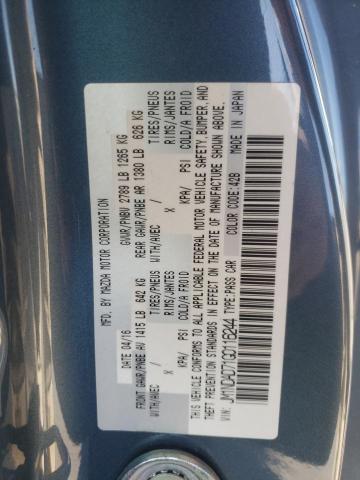 MFD. BY MAZDA MOTOR CORPORATION
DATE 04/16 GVWR/PNBV 2789 LB 1265 KG
FRONT GAWR/PNBE AV 1415 LB 642 KG REAR GAWR/PNBE AR 1380 LB 626 KG
WITH/AVEC / TIRES/PNEUS WITH/AVEC / TIRES/PNEUS
X RIMS/JANTES X RIMS/JANTES
KPA/ PSI COLD/A FROID KPA/ PSI COLD/A FROID
THIS VEHICLE CONFORMS TO ALL APPLICABLE FEDERAL MOTOR VEHICLE SAFETY, BUMPER, AND
THEFT PREVENTION STANDARDS IN EFFECT ON THE DATE OF MANUFACTURE SHOWN ABOVE.
MADE IN JAPAN
VIN: JM1NDAD71G0116244 TYPE:PASS CAR COLOR CODE:42B